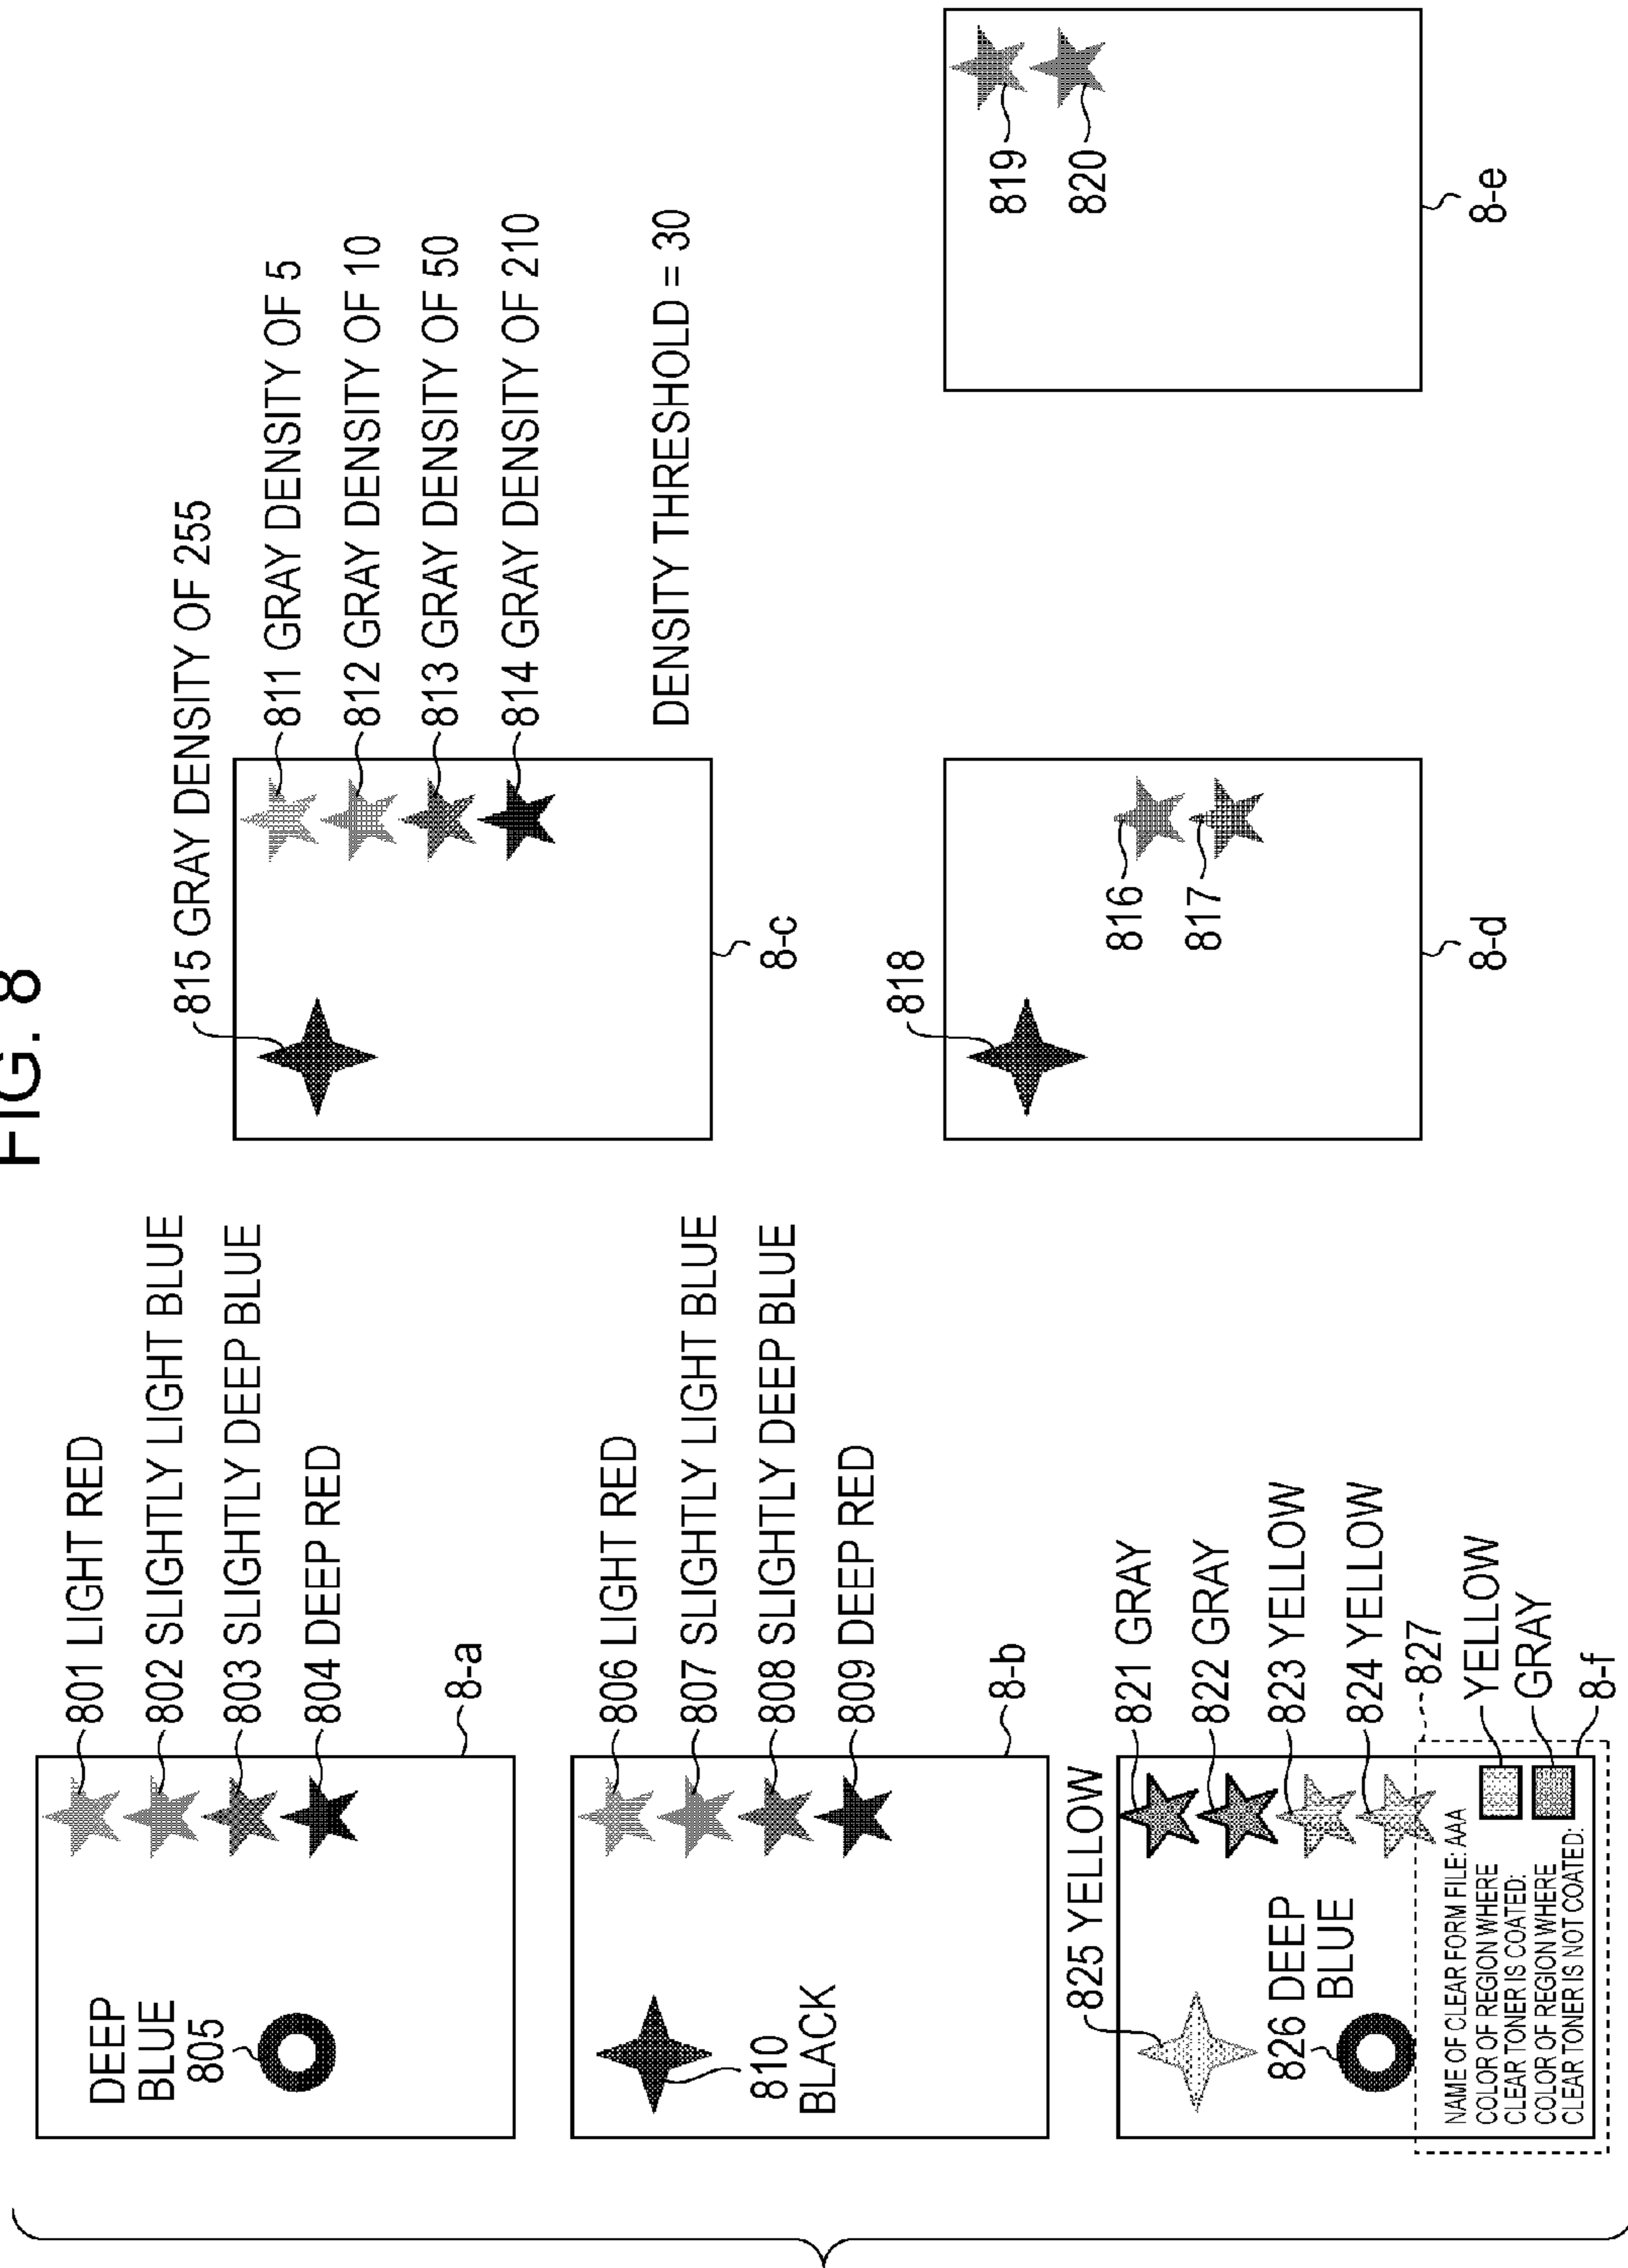 FIG. 8
801 LIGHT RED
802 SLIGHTLY LIGHT BLUE
803 SLIGHTLY DEEP BLUE
804 DEEP RED
DEEP
BLUE
805
8-a
806 LIGHT RED
807 SLIGHTLY LIGHT BLUE
808 SLIGHTLY DEEP BLUE
809 DEEP RED
810
BLACK
8-b
815 GRAY DENSITY OF 255
811 GRAY DENSITY OF 5
812 GRAY DENSITY OF 10
813 GRAY DENSITY OF 50
814 GRAY DENSITY OF 210
DENSITY THRESHOLD = 30
8-c
818
816
817
8-d
819
820
8-e
825 YELLOW
821 GRAY
822 GRAY
823 YELLOW
824 YELLOW
826 DEEP
BLUE
827
NAME OF CLEAR FORM FILE: AAA
COLOR OF REGION WHERE
CLEAR TONER IS COATED:
COLOR OF REGION WHERE
CLEAR TONER IS NOT COATED:
YELLOW
GRAY
8-f